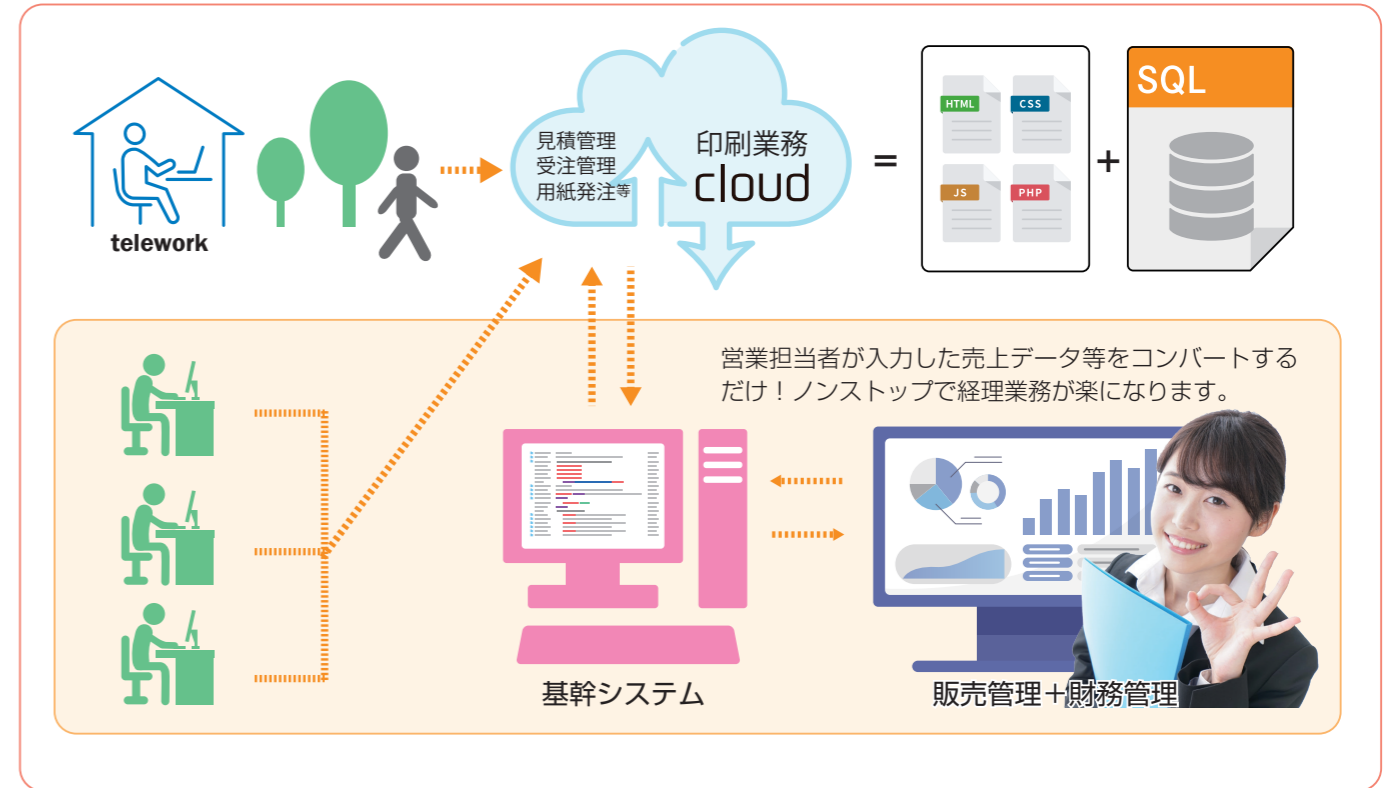 telework
見積管理
受注管理
用紙発注等
印刷業務
cloud
=
HTML
CSS
JS
PHP
+
SQL
営業担当者が入力した売上データ等をコンバートする
だけ！ノンストップで経理業務が楽になります。
基幹システム
販売管理＋財務管理